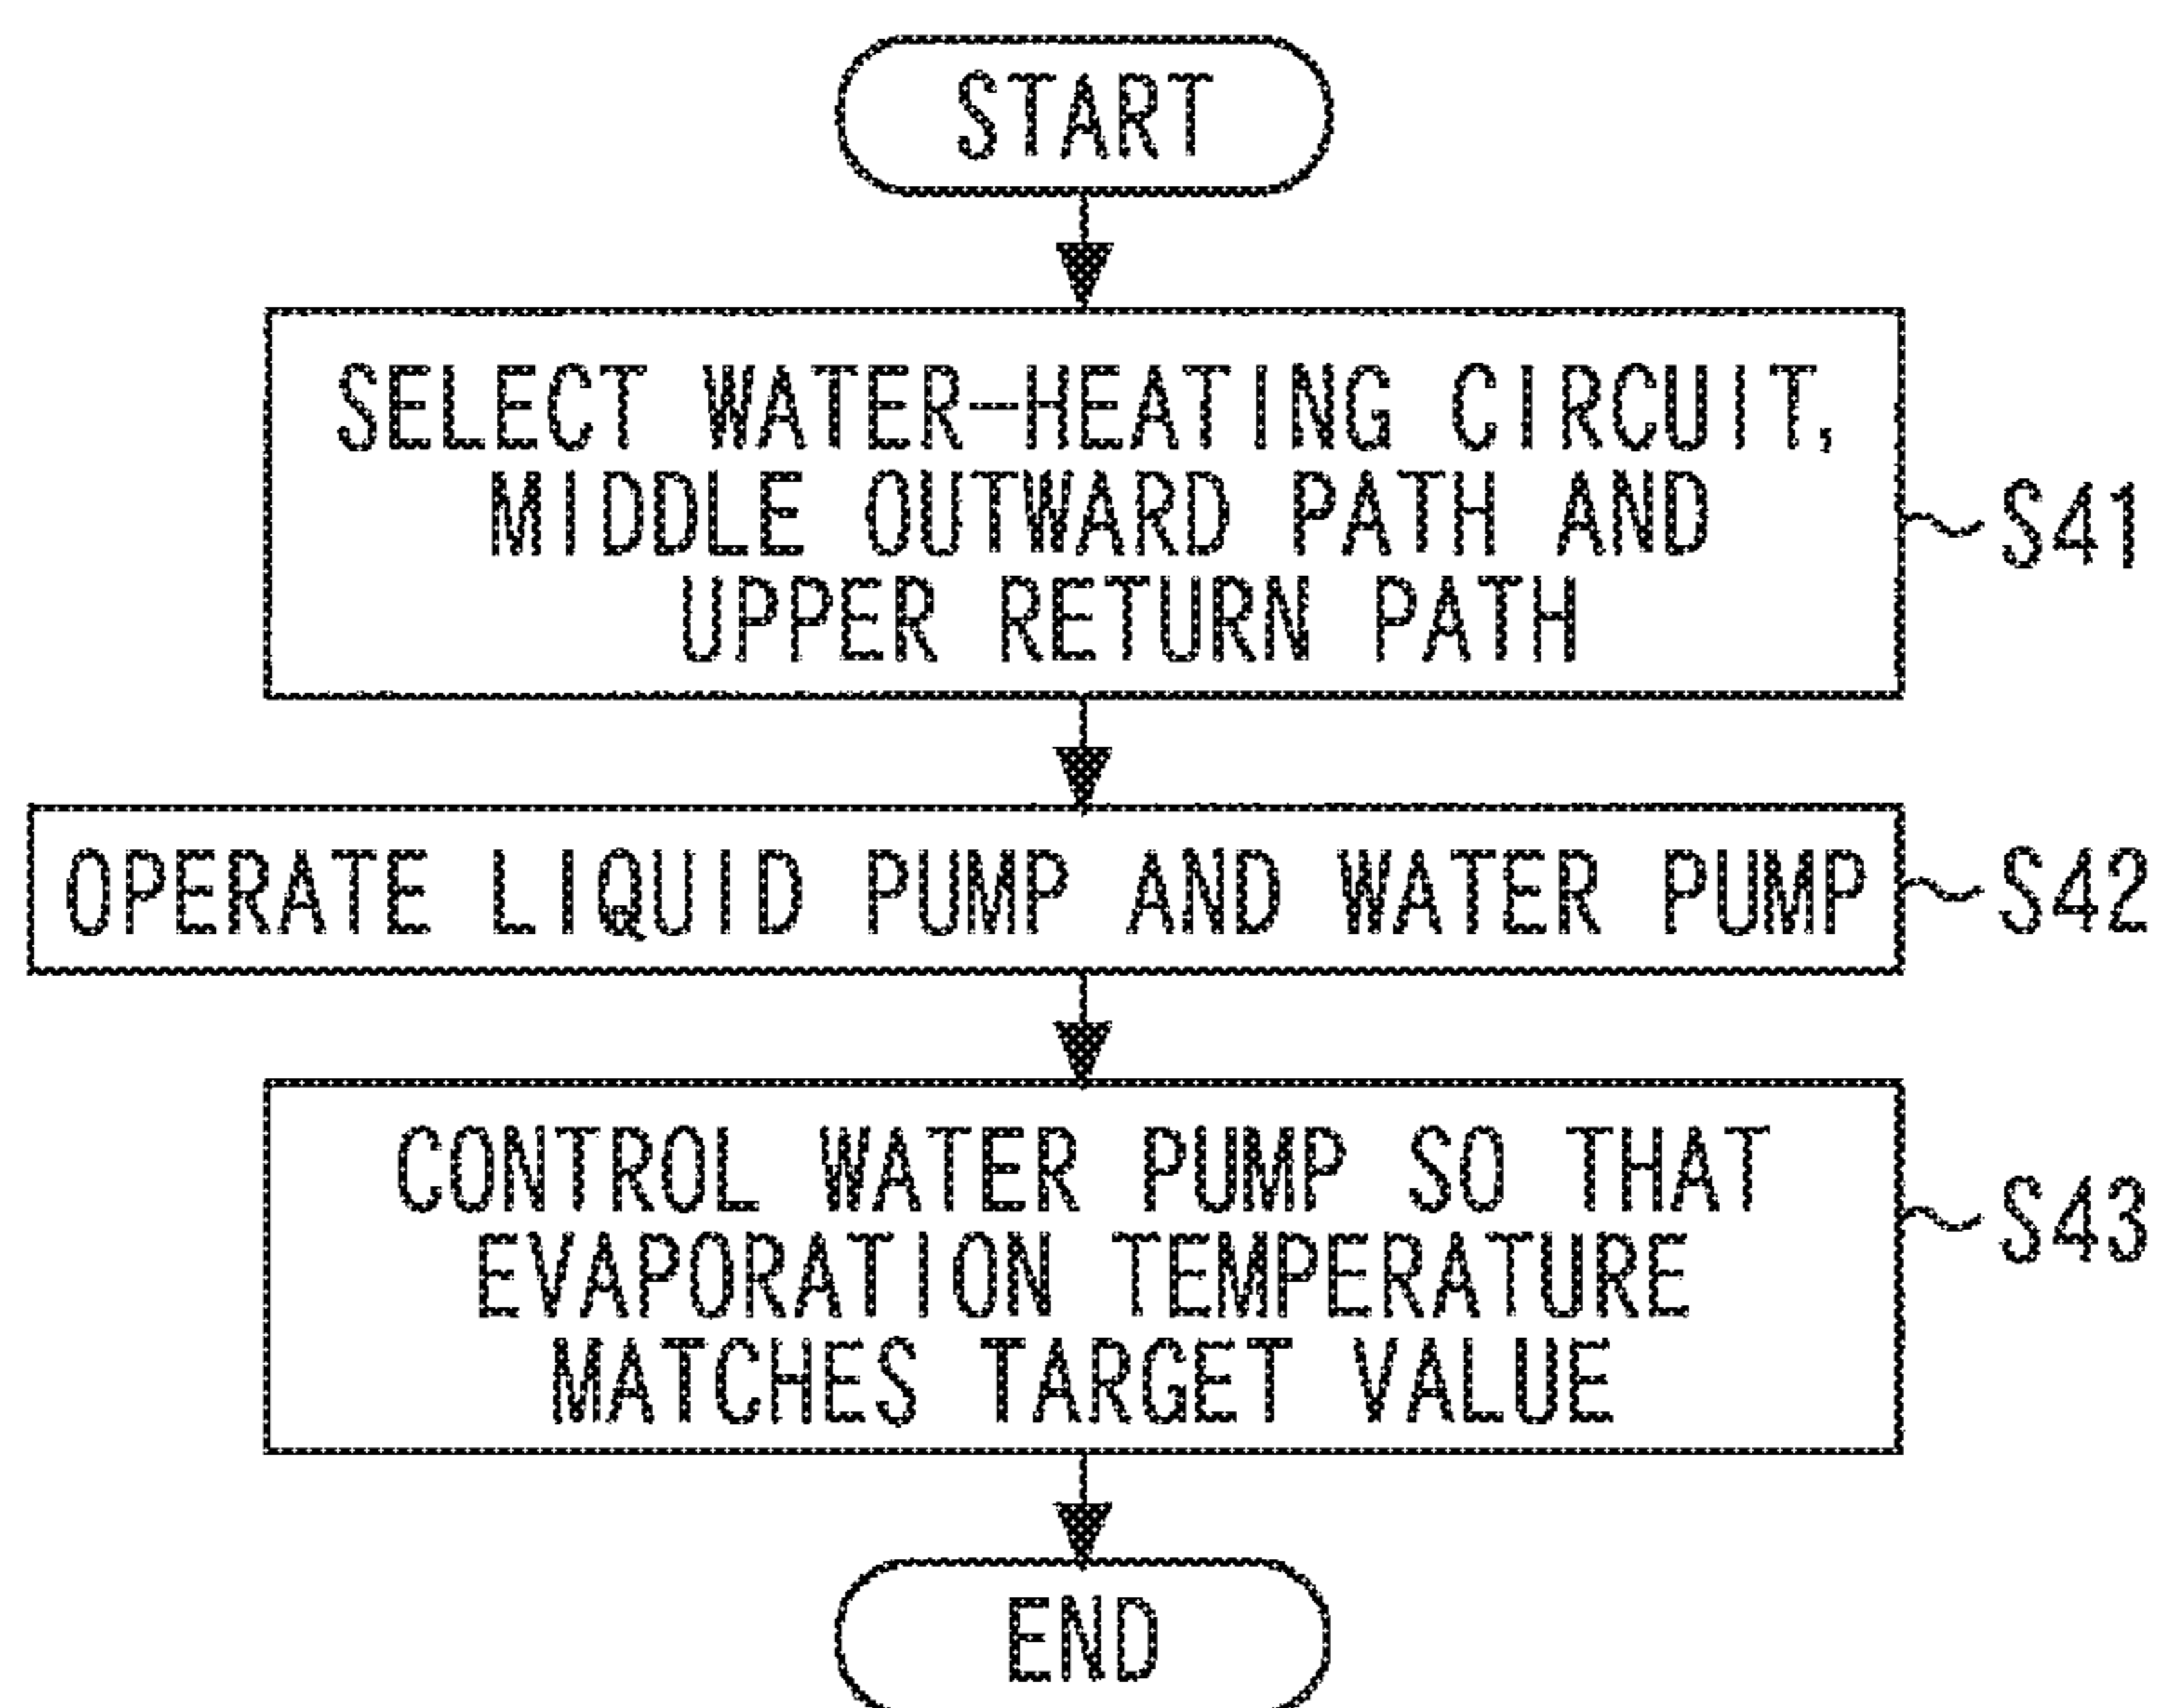 START
SELECT WATER-HEATING CIRCUIT,
MIDDLE OUTWARD PATH AND
UPPER RETURN PATH
S41
OPERATE LIQUID PUMP AND WATER PUMP
S42
CONTROL WATER PUMP SO THAT
EVAPORATION TEMPERATURE
MATCHES TARGET VALUE
S43
END